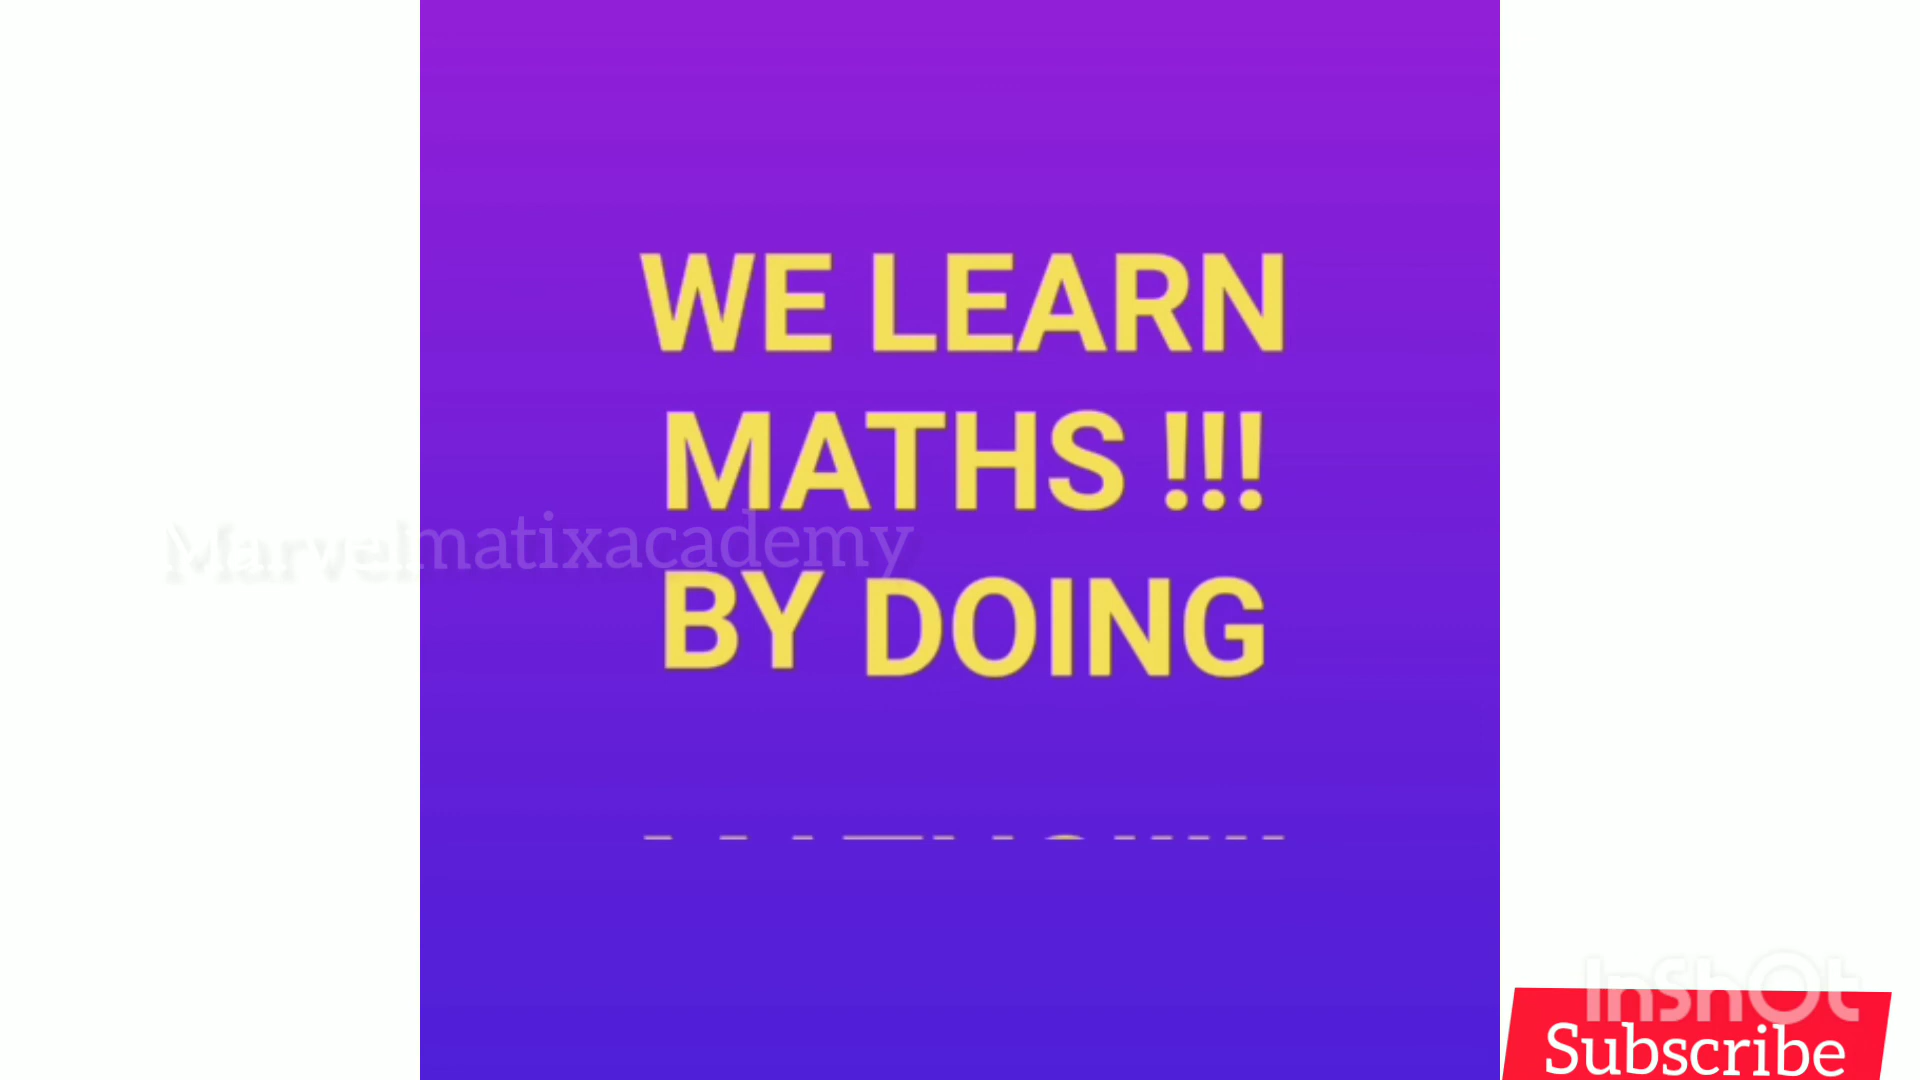 WE LEARN
MATHS !!!
Marvelmatixacademy
BY DOING
InShOt
Subscribe